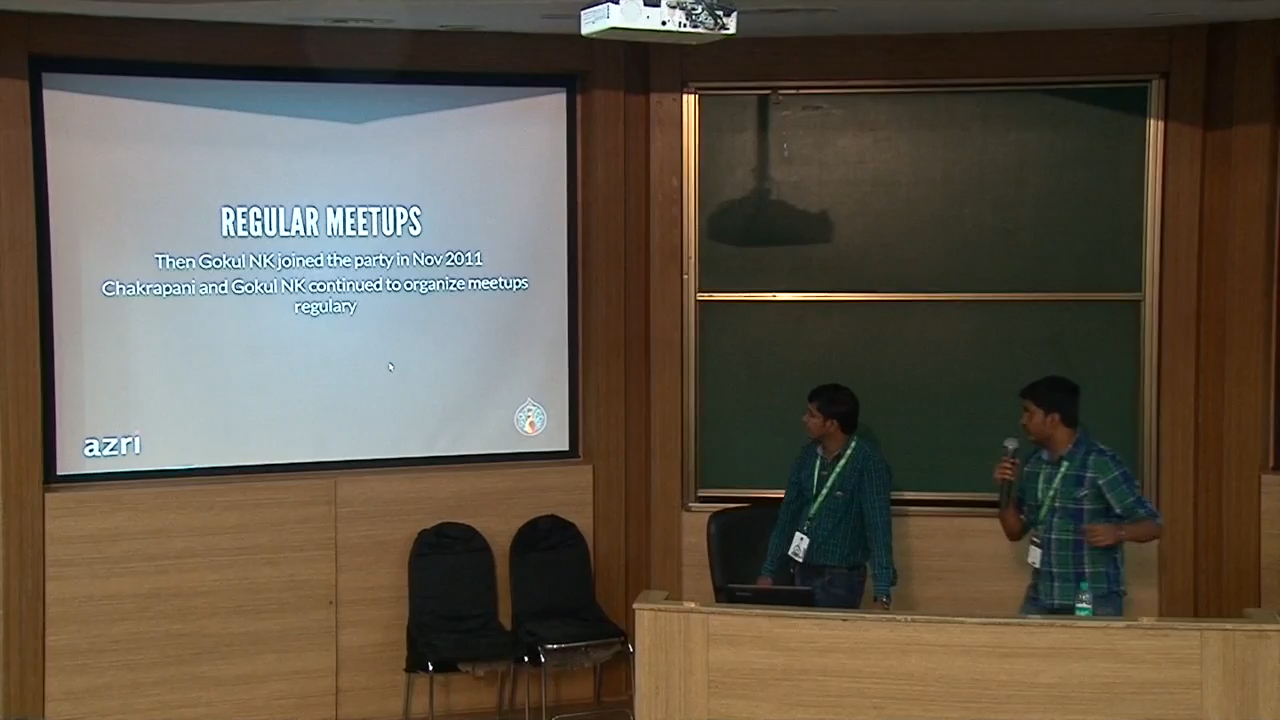 REGULAR MEETUPS
Then Gokul NK joined the party in Nov 2011
Chakrapani and Gokul NK continued to organize meetups
regulary
azri